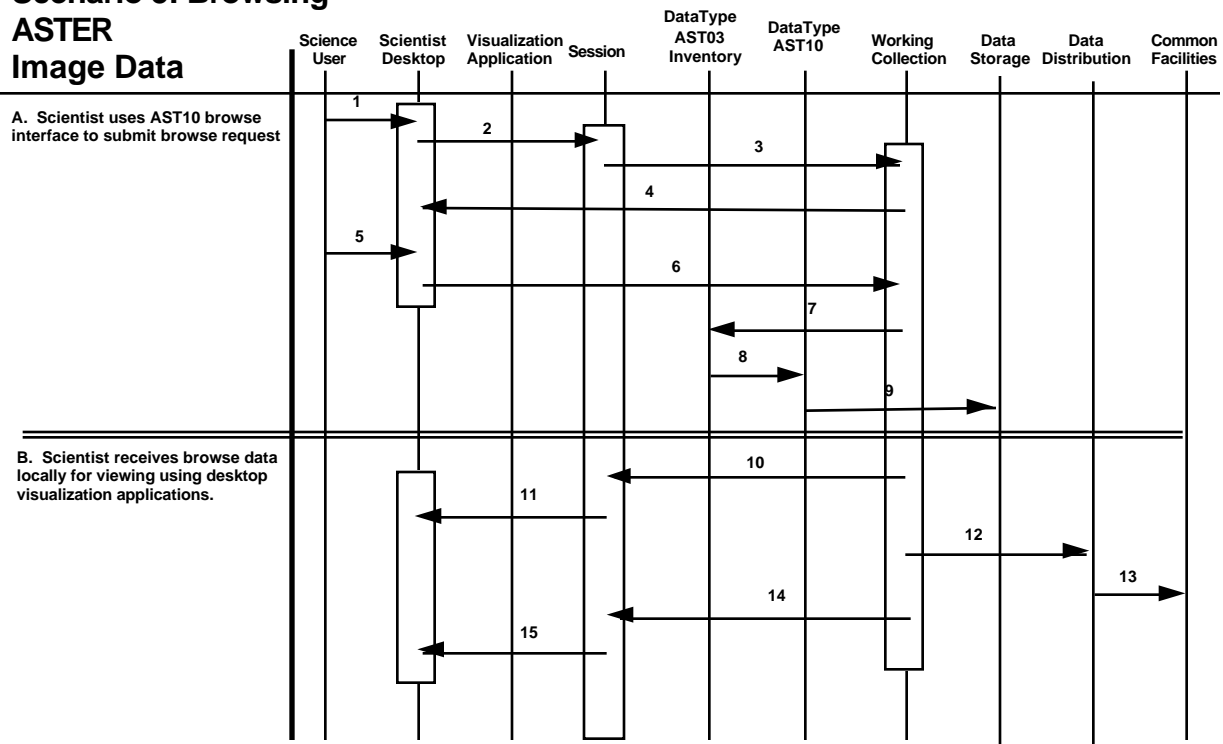 ASTER
Image Data
Science
User
Scientist
Desktop
Visualization
Application
Session
DataType
AST03
Inventory
DataType
AST10
Working
Collection
Data
Storage
Data
Distribution
Common
Facilities
A. Scientist uses AST10 browse
interface to submit browse request
1
2
3
4
5
6
7
8
9
B. Scientist receives browse data
locally for viewing using desktop
visualization applications.
10
11
12
13
14
15